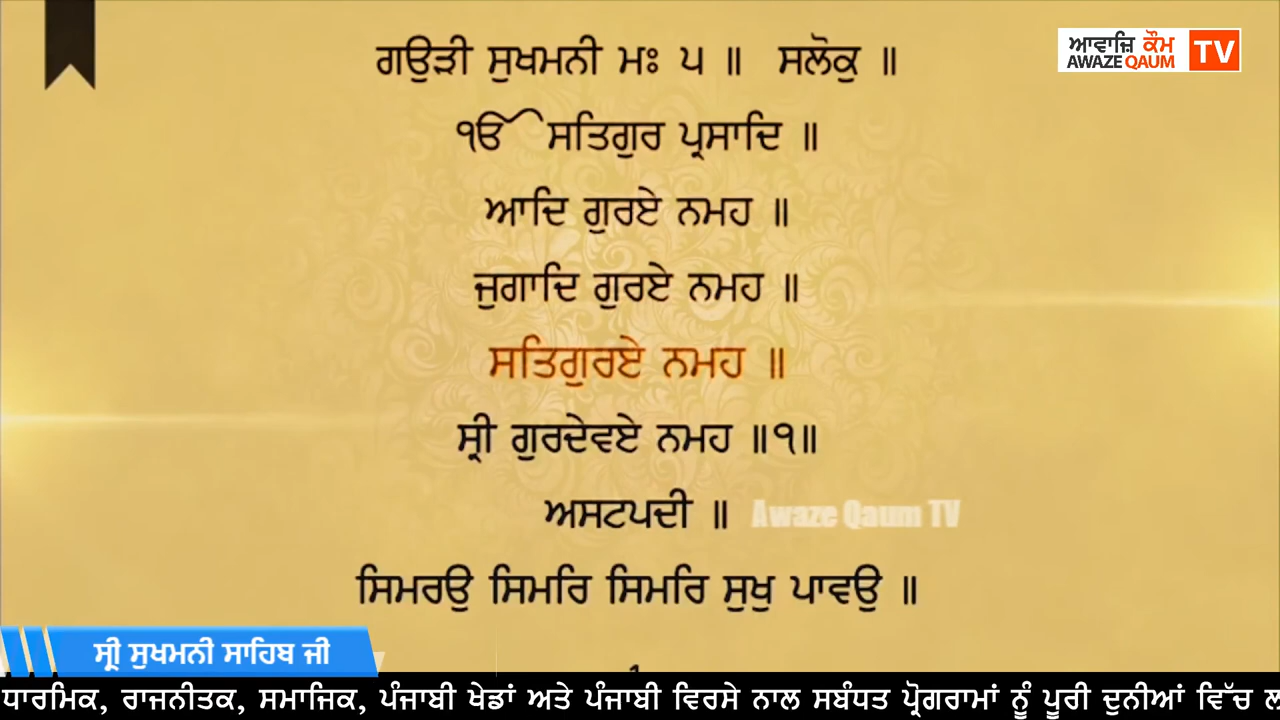 ਆਵਾਜ਼ਿ ਕੌਮ
AWAZE QAUM TV
ਗਉੜੀ ਸੁਖਮਨੀ ਮਃ ੫ ॥ ਸਲੋਕੁ ॥
ੴ ਸਤਿਗੁਰ ਪ੍ਰਸਾਦਿ ॥
ਆਦਿ ਗੁਰਏ ਨਮਹ ॥
ਜੁਗਾਦਿ ਗੁਰਏ ਨਮਹ ॥
ਸਤਿਗੁਰਏ ਨਮਹ ॥
ਸ੍ਰੀ ਗੁਰਦੇਵਏ ਨਮਹ ॥੧॥
ਅਸਟਪਦੀ ॥
Awaze Qaum TV
ਸਿਮਰਉ ਸਿਮਰਿ ਸਿਮਰਿ ਸੁਖੁ ਪਾਵਉ ॥
ਸ੍ਰੀ ਸੁਖਮਨੀ ਸਾਹਿਬ ਜੀ
ਧਾਰਮਿਕ, ਰਾਜਨੀਤਕ, ਸਮਾਜਿਕ, ਪੰਜਾਬੀ ਖੇਡਾਂ ਅਤੇ ਪੰਜਾਬੀ ਵਿਰਸੇ ਨਾਲ ਸਬੰਧਤ ਪ੍ਰੋਗਰਾਮਾਂ ਨੂੰ ਪੂਰੀ ਦੁਨੀਆਂ ਵਿੱਚ